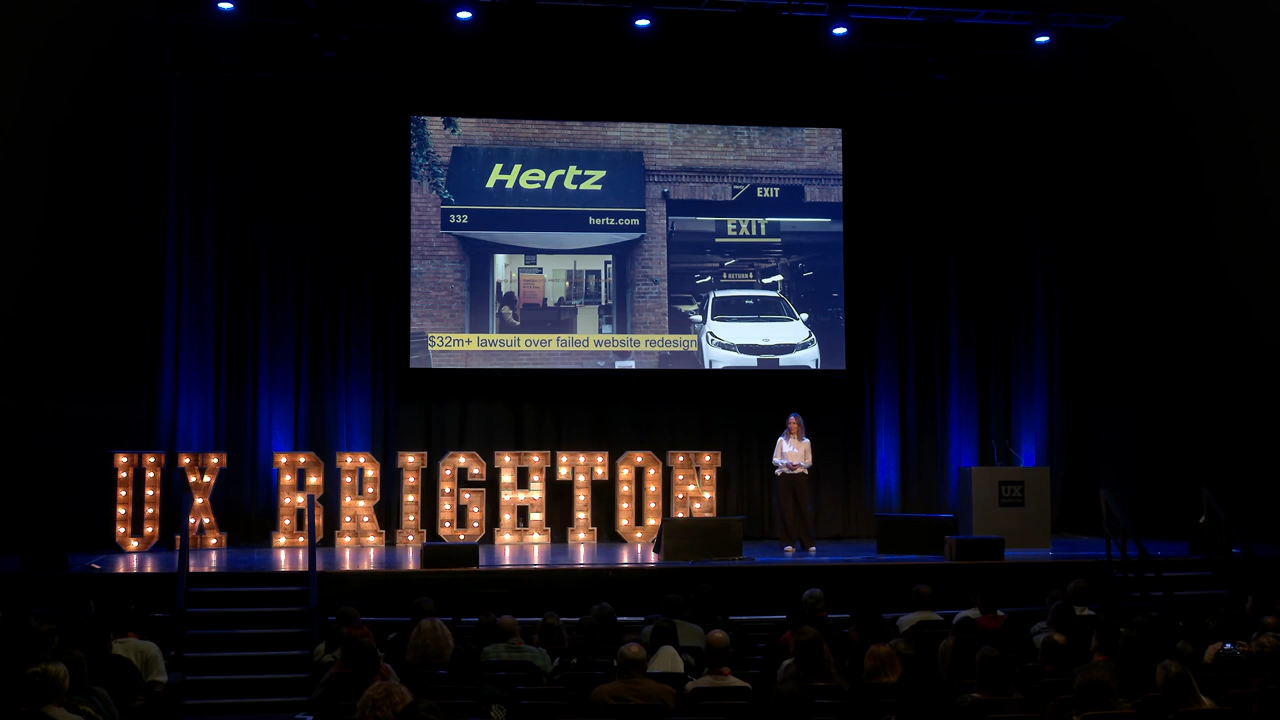 Hertz
332
hertz.com
EXIT
EXIT
RETURN
$32m+ lawsuit over failed website redesign
UX BRIGHTON
UX